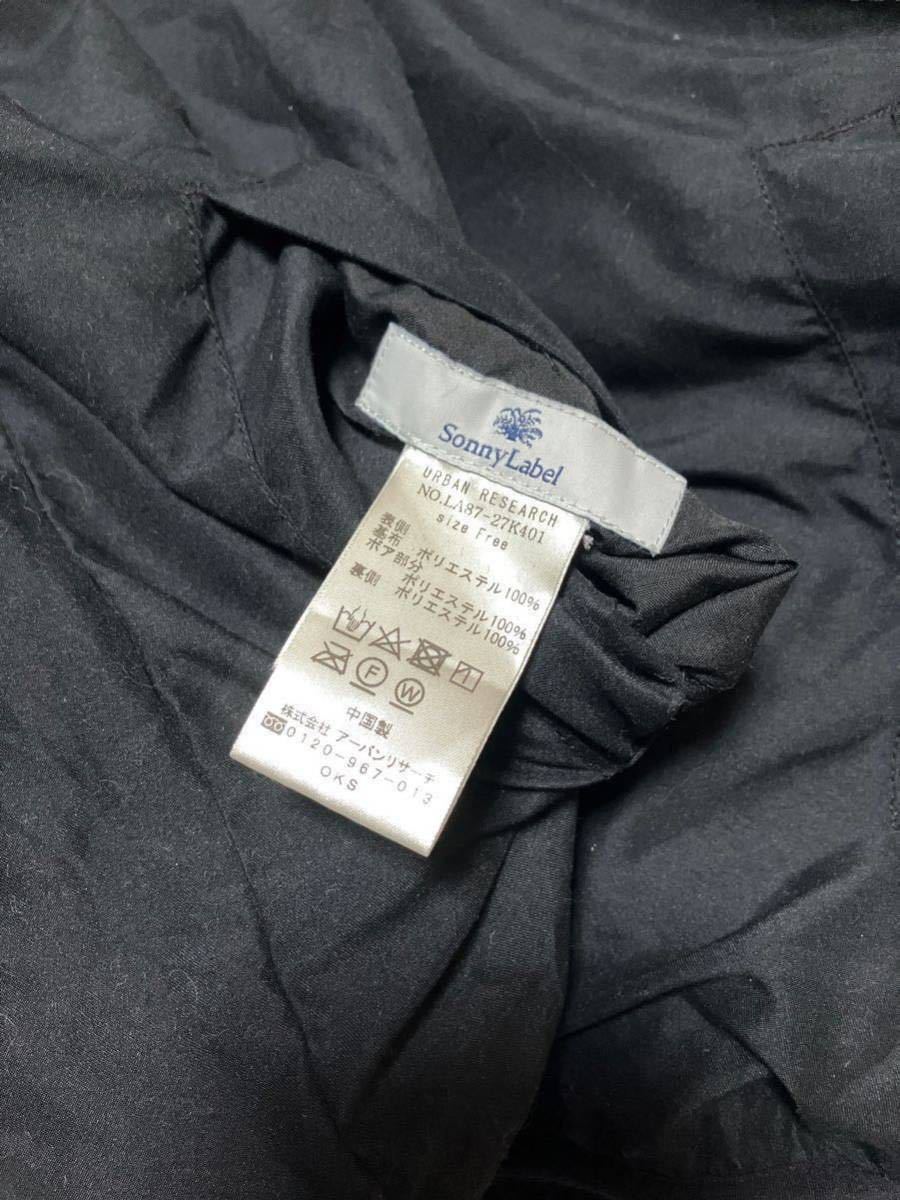 SonnyLabel
URBAN RESEARCH
NO.LA87-27K401
size Free
表側
基布 ポリエステル100%
ボア部分
ポリエステル100%
裏側 ポリエステル100%
F W
中国製
株式会社 アーバンリサーチ
0120-967-013
OKS